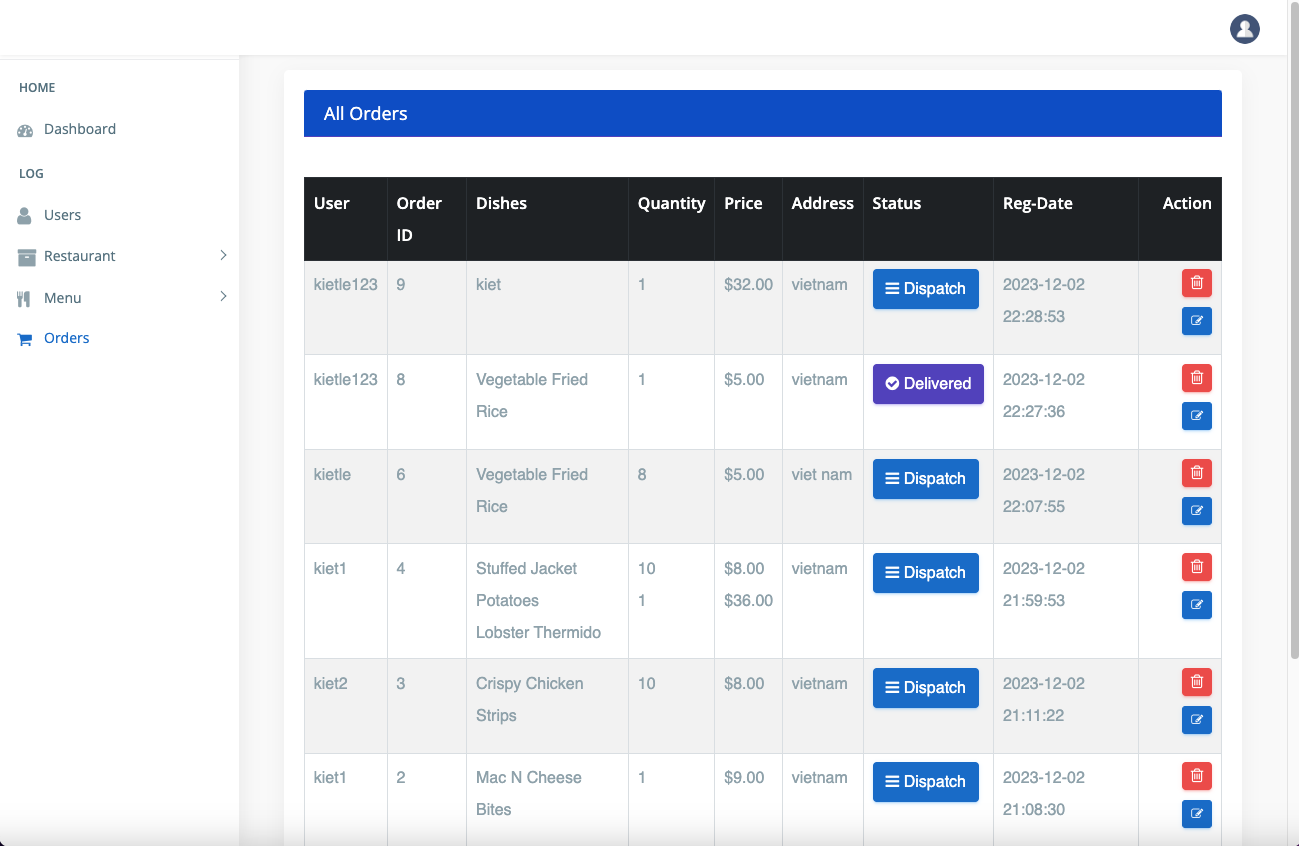 All Orders
HOME
Dashboard
LOG
Users
Restaurant
Menu
Orders
User Order ID Dishes Quantity Price Address Status Reg-Date Action
kietle123 9 kiet 1 $32.00 vietnam Dispatch 2023-12-02
22:28:53
kietle123 8 Vegetable Fried 1 $5.00 vietnam Delivered 2023-12-02
Rice 22:27:36
kietle 6 Vegetable Fried 8 $5.00 viet nam Dispatch 2023-12-02
Rice 22:07:55
kiet1 4 Stuffed Jacket 10 $8.00 vietnam Dispatch 2023-12-02
Potatoes 1 $36.00 21:59:53
Lobster Thermido
kiet2 3 Crispy Chicken 10 $8.00 vietnam Dispatch 2023-12-02
Strips 21:11:22
kiet1 2 Mac N Cheese 1 $9.00 vietnam Dispatch 2023-12-02
Bites 21:08:30